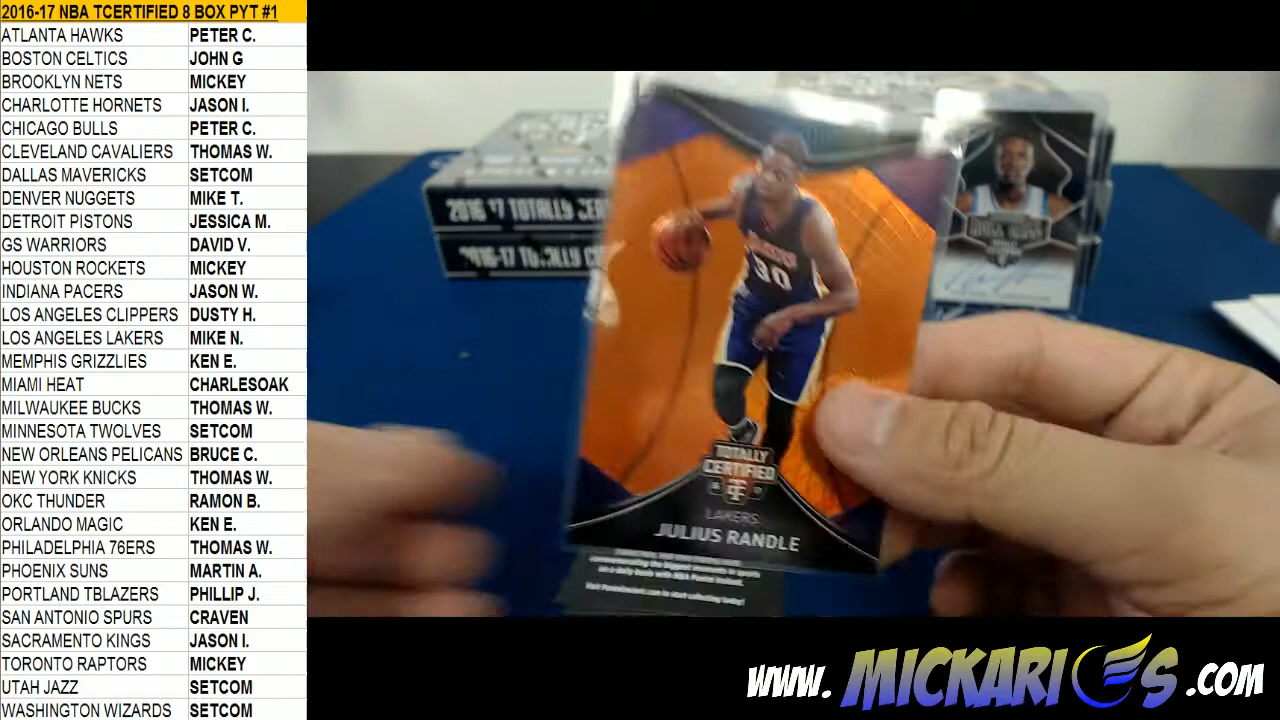 2016-17 NBA TCERTIFIED 8 BOX PYT #1
ATLANTA HAWKS PETER C.
BOSTON CELTICS JOHN G
BROOKLYN NETS MICKEY
CHARLOTTE HORNETS JASON I.
CHICAGO BULLS PETER C.
CLEVELAND CAVALIERS THOMAS W.
DALLAS MAVERICKS SETCOM
DENVER NUGGETS MIKE T.
DETROIT PISTONS JESSICA M.
GS WARRIORS DAVID V.
HOUSTON ROCKETS MICKEY
INDIANA PACERS JASON W.
LOS ANGELES CLIPPERS DUSTY H.
LOS ANGELES LAKERS MIKE N.
MEMPHIS GRIZZLIES KEN E.
MIAMI HEAT CHARLESOAK
MILWAUKEE BUCKS THOMAS W.
MINNESOTA TWOLVES SETCOM
NEW ORLEANS PELICANS BRUCE C.
NEW YORK KNICKS THOMAS W.
OKC THUNDER RAMON B.
ORLANDO MAGIC KEN E.
PHILADELPHIA 76ERS THOMAS W.
PHOENIX SUNS MARTIN A.
PORTLAND TBLAZERS PHILLIP J.
SAN ANTONIO SPURS CRAVEN
SACRAMENTO KINGS JASON I.
TORONTO RAPTORS MICKEY
UTAH JAZZ SETCOM
WASHINGTON WIZARDS SETCOM
2016-17 TOTALLY
2016-17 TOTALLY
30
TOTALLY
CERTIFIED
LAKERS
JULIUS RANDLE
www.MICKARIES.com